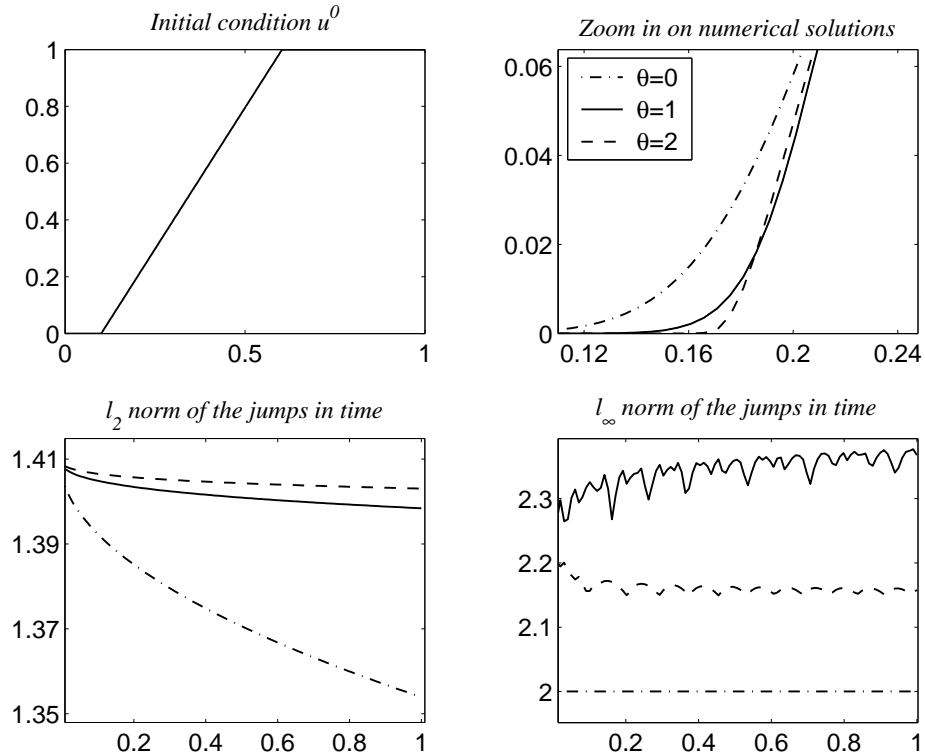 Initial condition u^0
1
0.8
0.6
0.4
0.2
0
0 0.5 1
Zoom in on numerical solutions
0.06
0.04
0.02
0
0.12 0.16 0.2 0.24
θ=0
θ=1
θ=2
l_2 norm of the jumps in time
1.41
1.39
1.37
1.35
0.2 0.4 0.6 0.8 1
l_∞ norm of the jumps in time
2.3
2.2
2.1
2
0.2 0.4 0.6 0.8 1